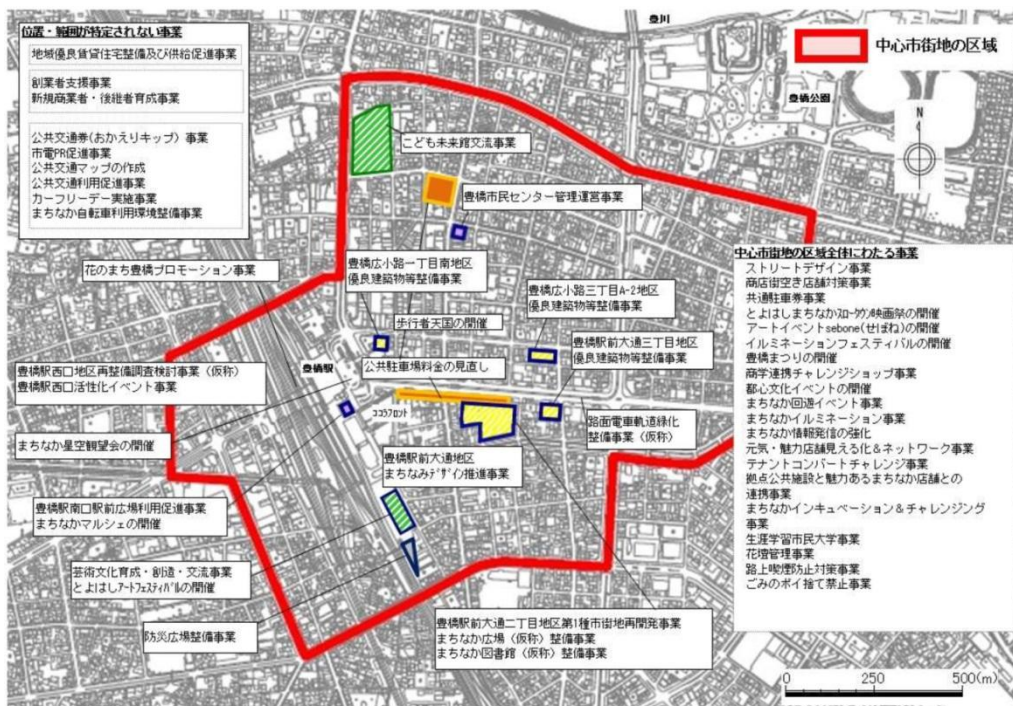 豊川
位置・範囲が特定されない事業
地域優良賃貸住宅整備及び供給促進事業
創業者支援事業
新規商業者・後継者育成事業
公共交通券(おかえりキップ)事業
市電PR促進事業
公共交通マップの作成
公共交通利用促進事業
カーフリーデー実施事業
まちなか自転車利用環境整備事業
中心市街地の区域
豊橋公園
N
こども未来館交流事業
豊橋市民センター管理運営事業
花のまち豊橋プロモーション事業
豊橋広小路一丁目南地区
優良建築物等整備事業
豊橋広小路三丁目A-2地区
優良建築物等整備事業
歩行者天国の開催
豊橋駅前大通三丁目地区
優良建築物等整備事業
公共駐車場料金の見直し
豊橋駅
豊橋駅西口地区再整備調査検討事業(仮称)
豊橋駅西口活性化イベント事業
ココラフロント
路面電車軌道緑化
整備事業(仮称)
まちなか星空観望会の開催
豊橋駅前大通地区
まちなみデザイン推進事業
豊橋駅南口駅前広場利用促進事業
まちなかマルシェの開催
芸術文化育成・創造・交流事業
とよはしアートフェスティバルの開催
防災広場整備事業
豊橋駅前大通二丁目地区第1種市街地再開発事業
まちなか広場(仮称)整備事業
まちなか図書館(仮称)整備事業
中心市街地の区域全体にわたる事業
ストリートデザイン事業
商店街空き店舗対策事業
共通駐車券事業
とよはしまちなかスロータウン映画祭の開催
アートイベントsebone(せぼね)の開催
イルミネーションフェスティバルの開催
豊橋まつりの開催
商学連携チャレンジショップ事業
都心文化イベントの開催
まちなか回遊イベント事業
まちなかイルミネーション事業
まちなか情報発信の強化
元気・魅力店舗見える化&ネットワーク事業
テナントコンバートチャレンジ事業
拠点公共施設と魅力あるまちなか店舗との
連携事業
まちなかインキュベーション&チャレンジング
事業
生涯学習市民大学事業
花壇管理事業
路上喫煙防止対策事業
ごみのポイ捨て禁止事業
0 250 500(m)